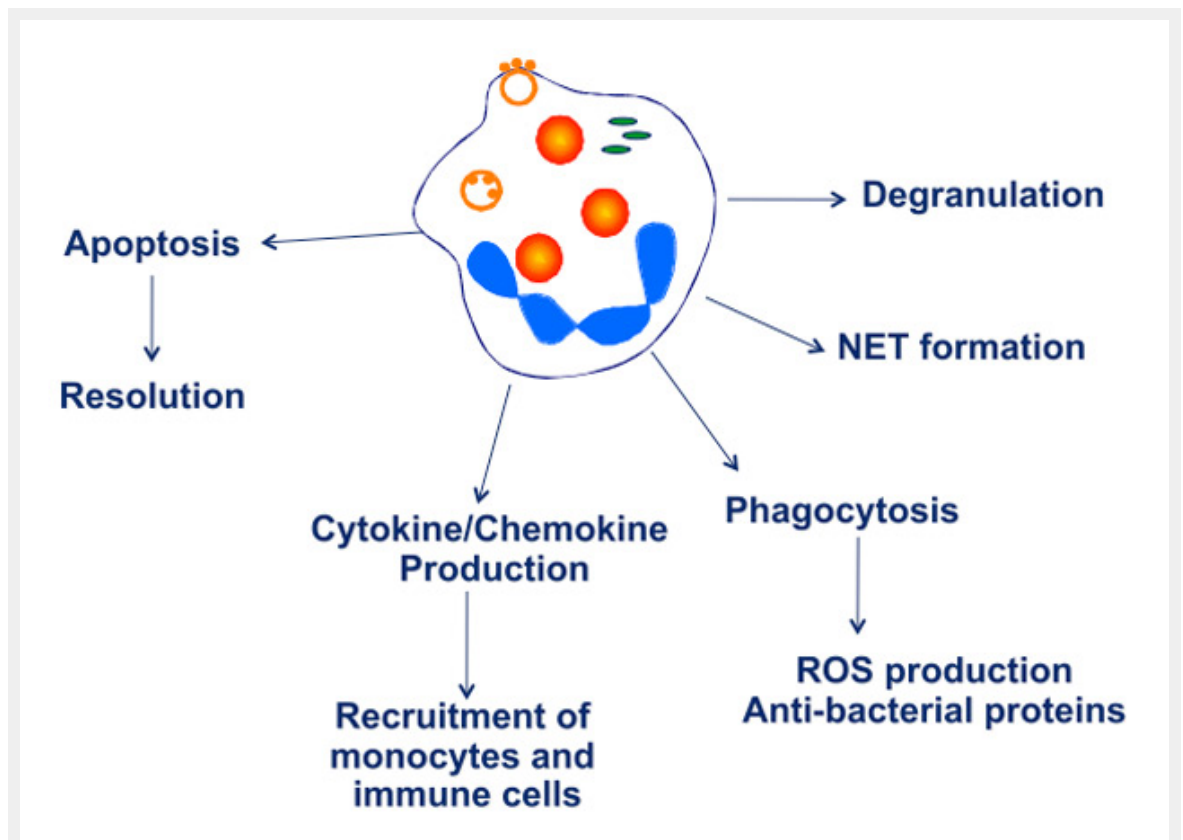 Degranulation
Apoptosis
NET formation
Resolution
Phagocytosis
Cytokine/Chemokine
Production
ROS production
Anti-bacterial proteins
Recruitment of
monocytes and
immune cells